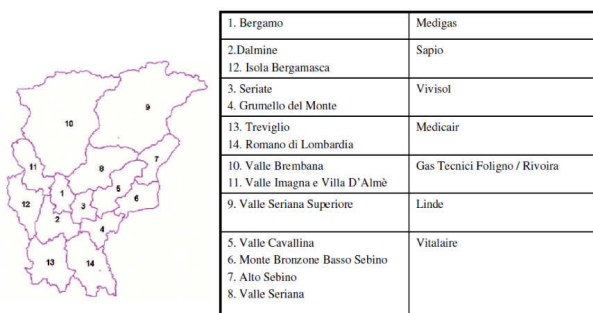 10
9
11
8
7
5
1
12
3
6
2
4
13
14
1. Bergamo Medigas
2.Dalmine Sapio
12. Isola Bergamasca
3. Seriate Vivisol
4. Grumello del Monte
13. Treviglio Medicair
14. Romano di Lombardia
10. Valle Brembana Gas Tecnici Foligno / Rivoira
11. Valle Imagna e Villa D'Almè
9. Valle Seriana Superiore Linde
5. Valle Cavallina Vitalaire
6. Monte Bronzone Basso Sebino
7. Alto Sebino
8. Valle Seriana